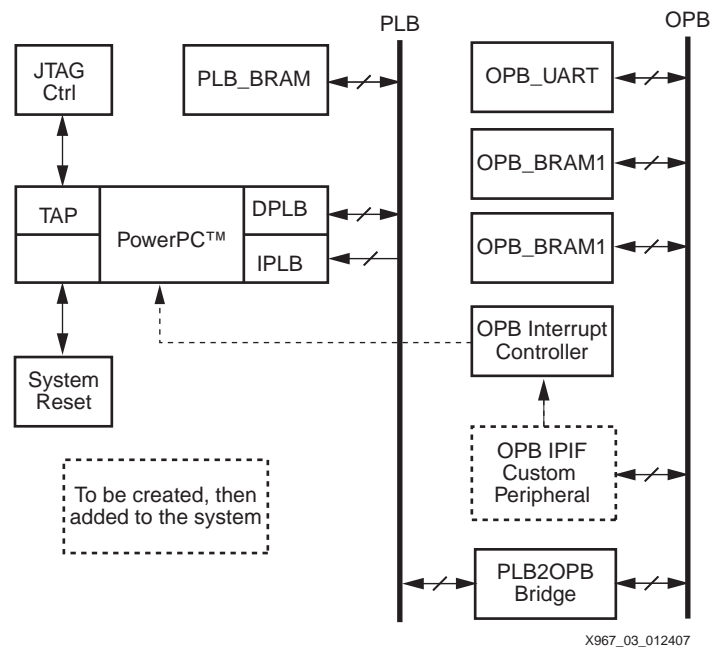 PLB
OPB
JTAG
Ctrl
PLB_BRAM
OPB_UART
OPB_BRAM1
TAP
PowerPC™
DPLB
IPLB
OPB_BRAM1
OPB Interrupt
Controller
System
Reset
OPB IPIF
Custom
Peripheral
To be created, then
added to the system
PLB2OPB
Bridge
X967_03_012407